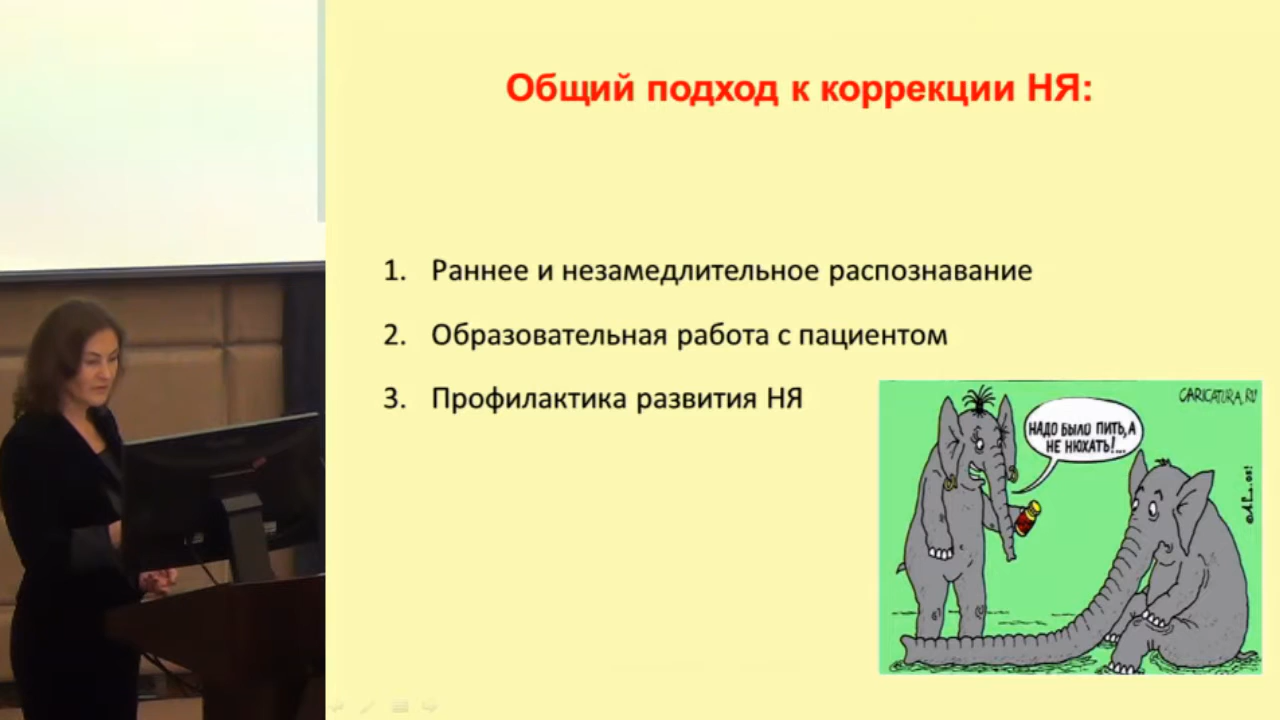 Общий подход к коррекции НЯ:
1. Раннее и незамедлительное распознавание
2. Образовательная работа с пациентом
3. Профилактика развития НЯ
CARICATURA.RU
НАДО БЫЛО ПИТЬ, А
НЕ НЮХАТЬ!...